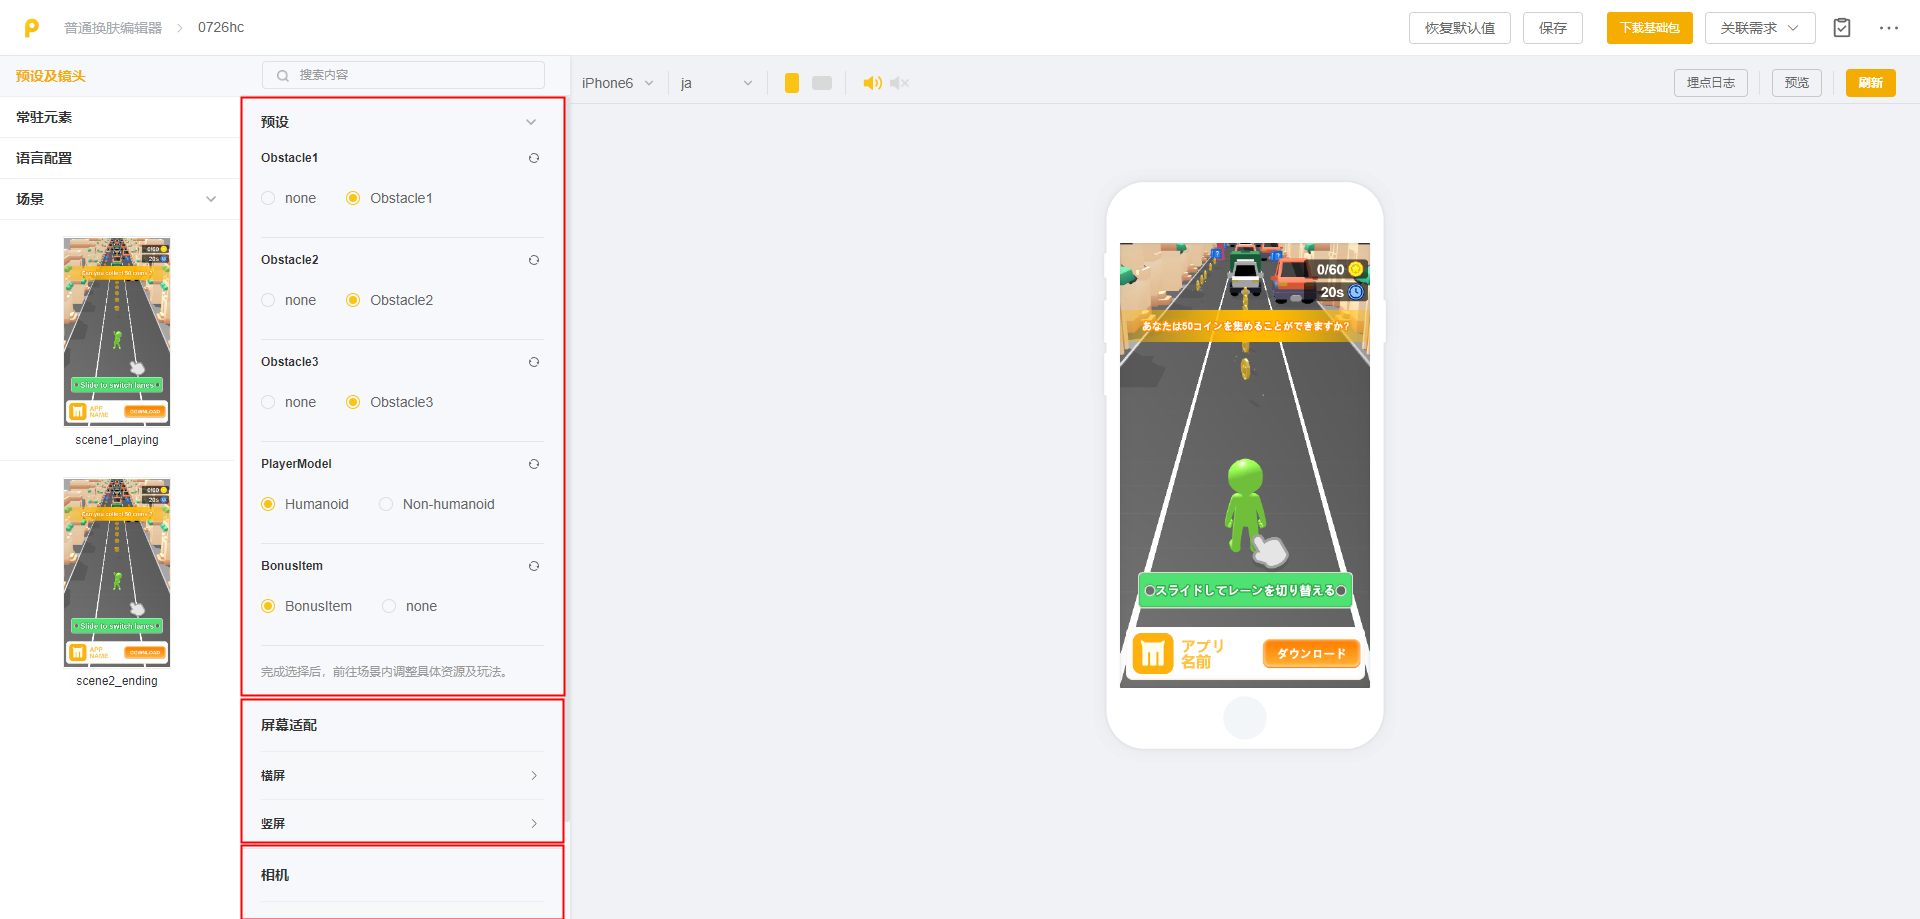 普通换肤编辑器 > 0726hc
恢复默认值
保存
下载基础包
关联需求
预设及镜头
常驻元素
语言配置
场景
0/60
20s
Can you collect 50 coins ?
Slide to switch lanes
APP NAME
DOWNLOAD
scene1_playing
0/60
20s
Can you collect 50 coins ?
Slide to switch lanes
APP NAME
DOWNLOAD
scene2_ending
搜索内容
预设
Obstacle1
none
Obstacle1
Obstacle2
none
Obstacle2
Obstacle3
none
Obstacle3
PlayerModel
Humanoid
Non-humanoid
BonusItem
BonusItem
none
完成选择后，前往场景内调整具体资源及玩法。
屏幕适配
横屏
竖屏
相机
iPhone6
ja
埋点日志
预览
刷新
0/60
20s
あなたは50コインを集めることができますか?
スライドしてレーンを切り替える
アプリ
名前
ダウンロード